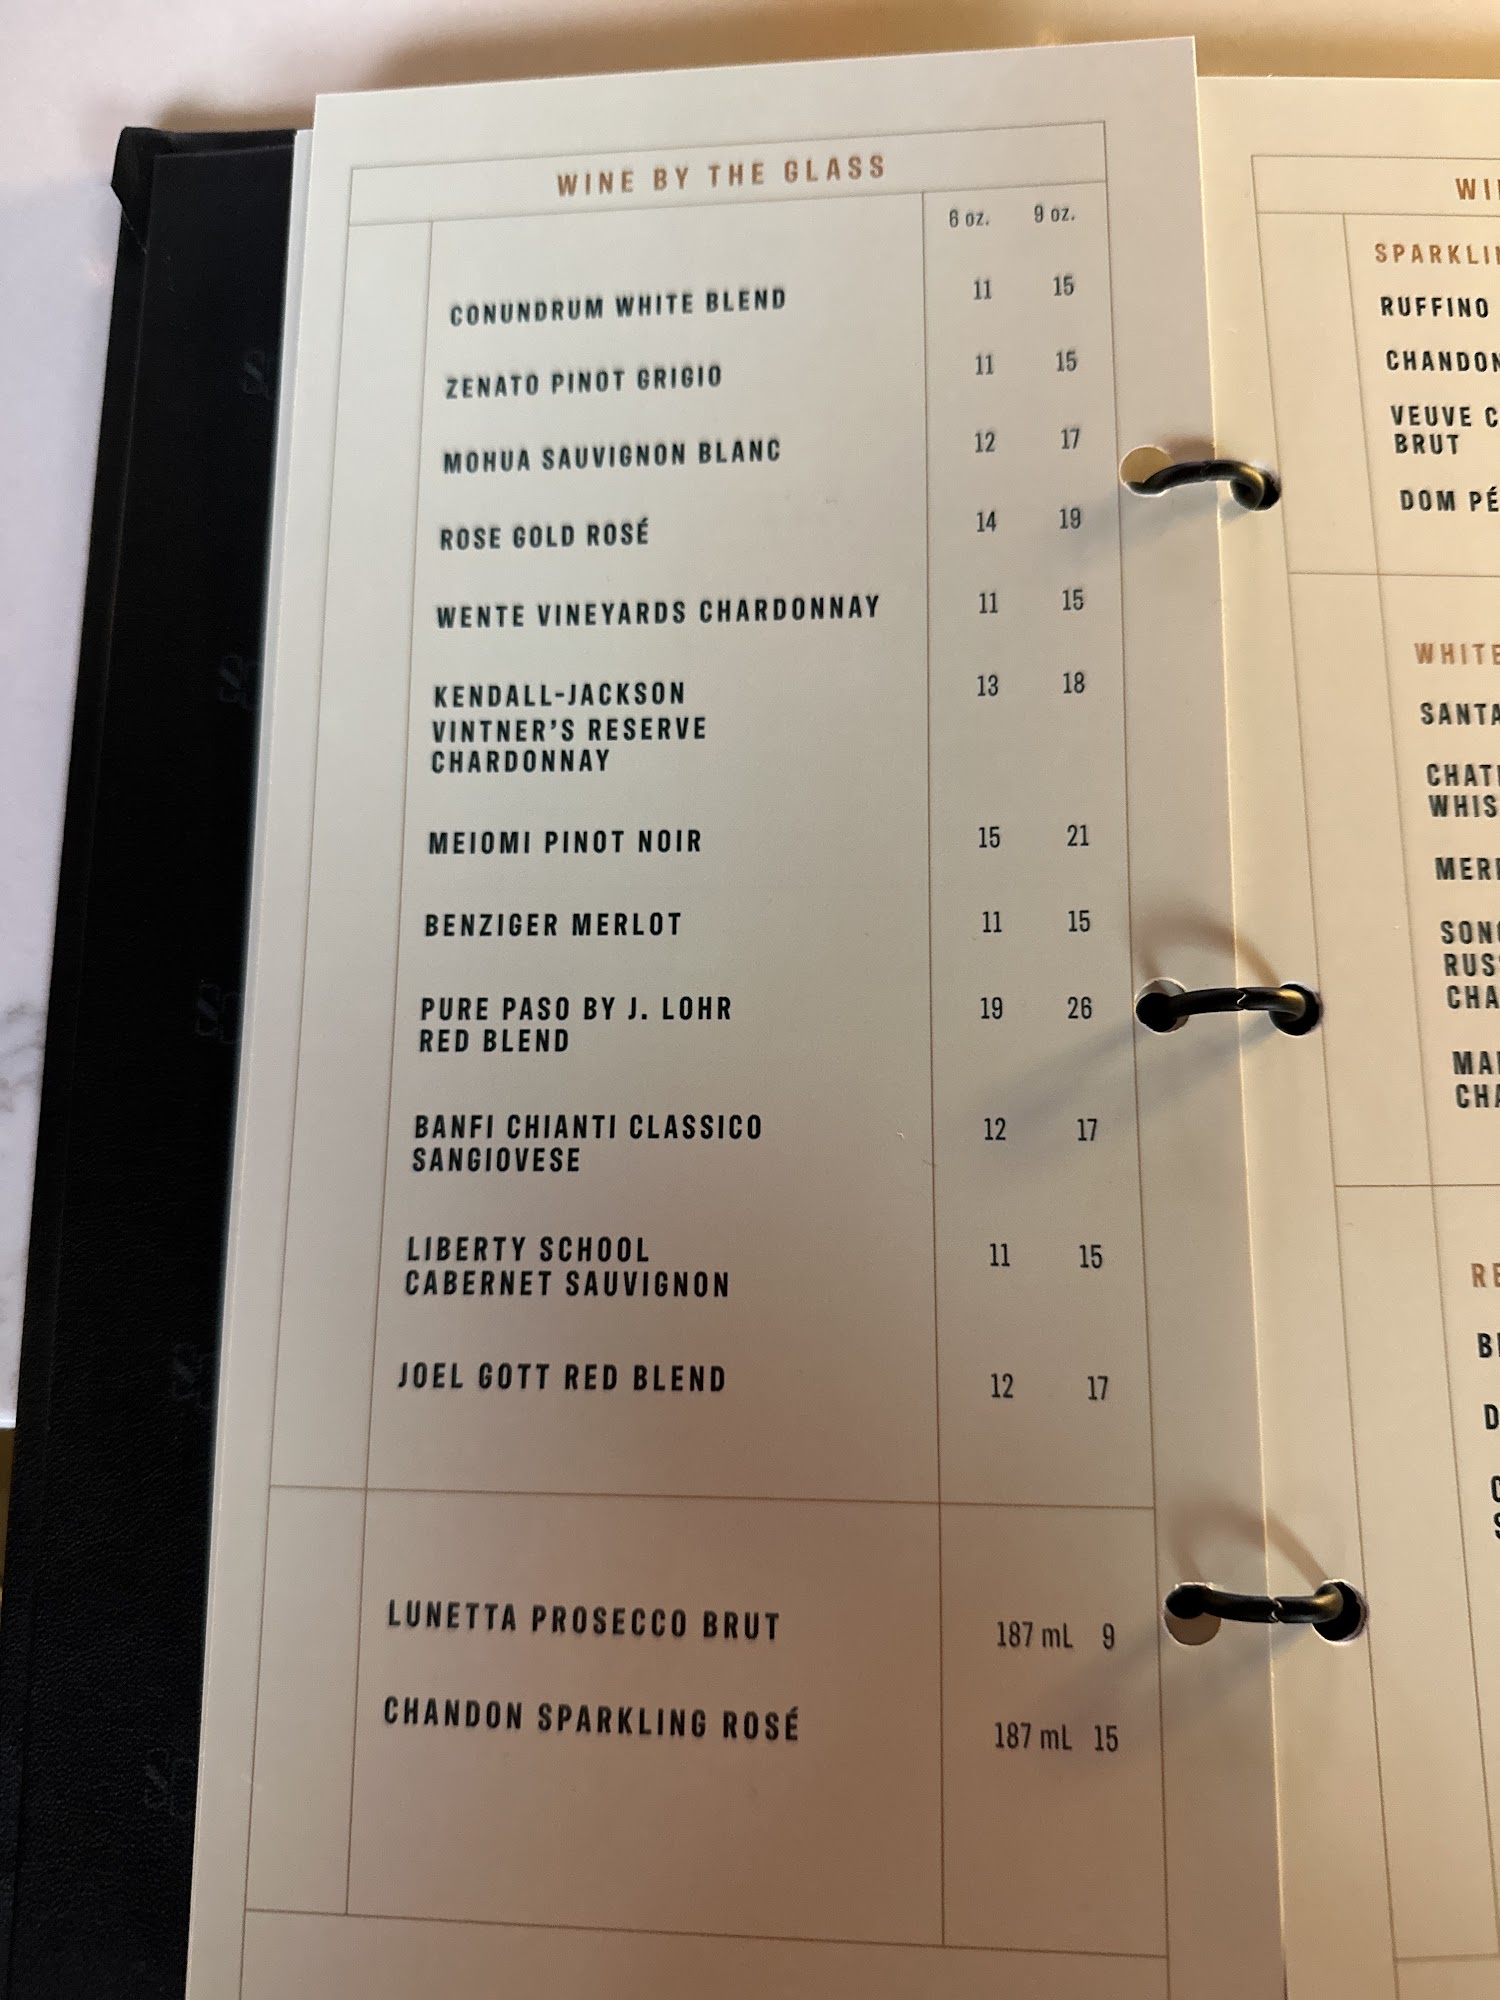 WINE BY THE GLASS
6 oz. 9 oz.
CONUNDRUM WHITE BLEND 11 15
ZENATO PINOT GRIGIO 11 15
MOHUA SAUVIGNON BLANC 12 17
ROSE GOLD ROSÉ 14 19
WENTE VINEYARDS CHARDONNAY 11 15
KENDALL-JACKSON 13 18
VINTNER'S RESERVE
CHARDONNAY
MEIOMI PINOT NOIR 15 21
BENZIGER MERLOT 11 15
PURE PASO BY J. LOHR 19 26
RED BLEND
BANFI CHIANTI CLASSICO 12 17
SANGIOVESE
LIBERTY SCHOOL 11 15
CABERNET SAUVIGNON
JOEL GOTT RED BLEND 12 17
LUNETTA PROSECCO BRUT 187 mL 9
CHANDON SPARKLING ROSÉ 187 mL 15
RUFFINO
CHANDON
VEUVE
BRUT
DOM